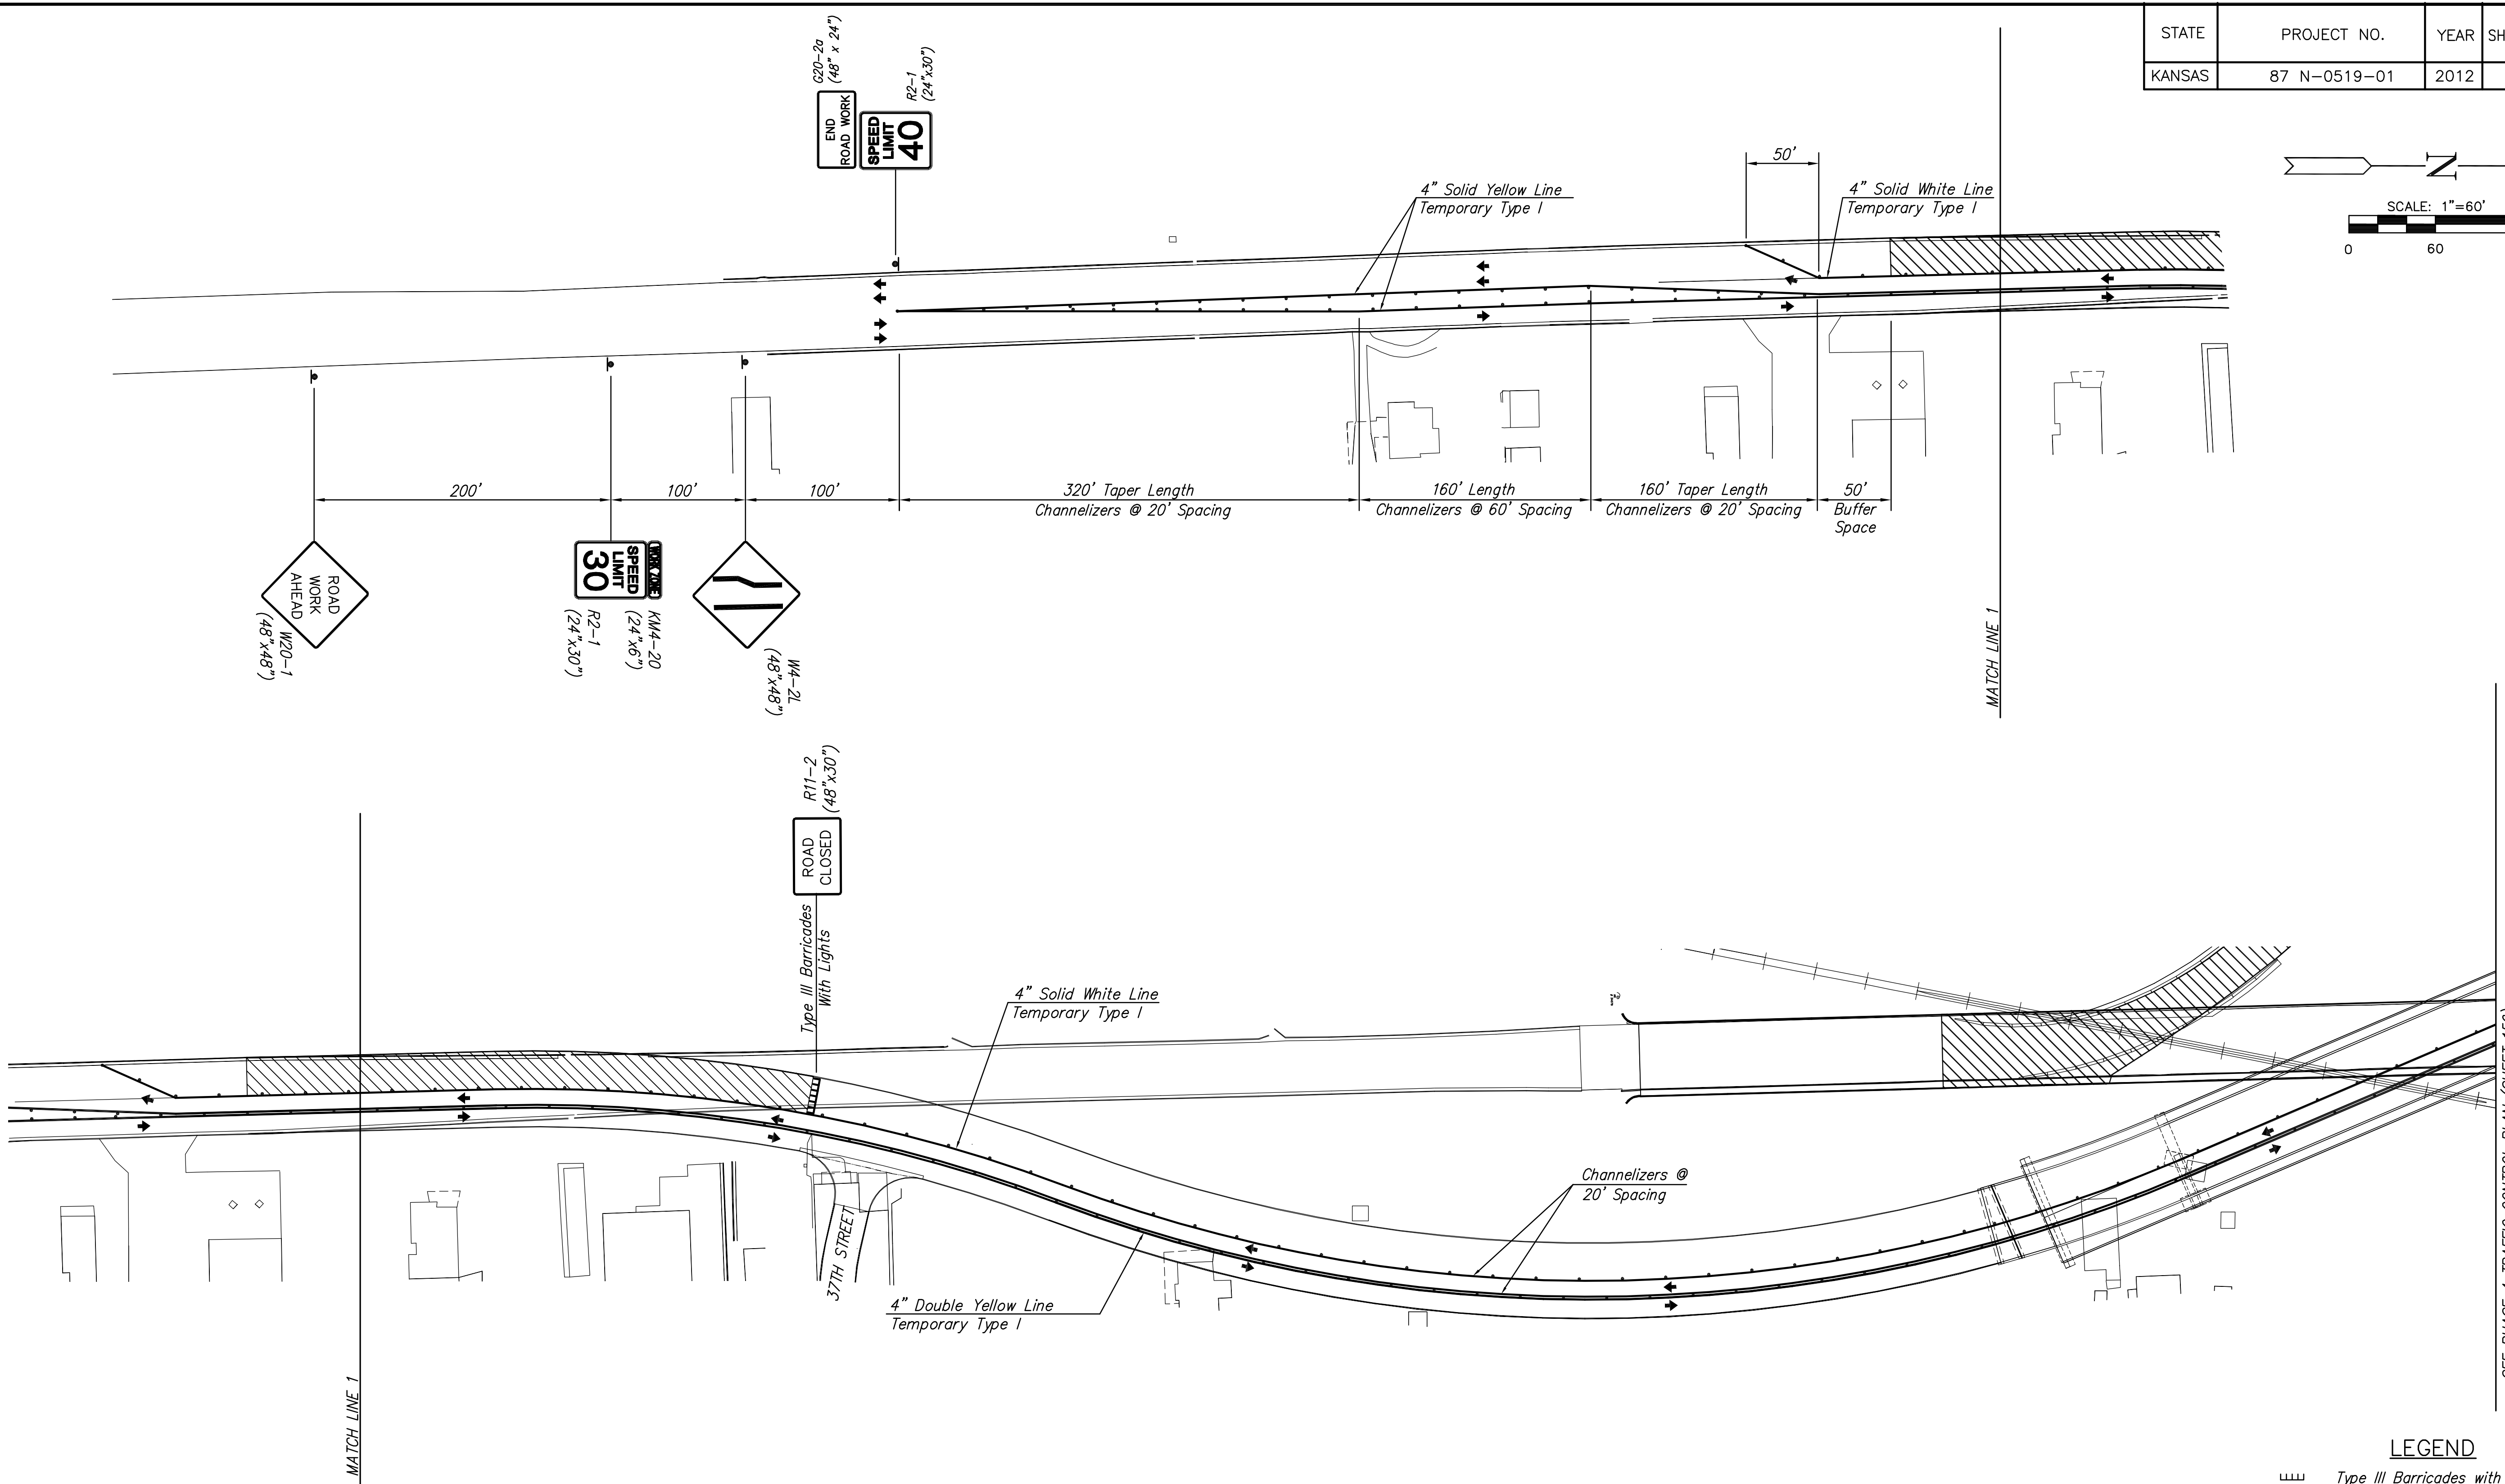 STATE
PROJECT NO.
YEAR
SH
KANSAS
87 N-0519-01
2012
SCALE: 1"=60'
0
60
N
G20-2a
(48" x 24")
END
ROAD WORK
R2-1
(24"x30")
SPEED
LIMIT
40
4" Solid Yellow Line
Temporary Type I
50'
4" Solid White Line
Temporary Type I
MATCH LINE 1
200'
100'
100'
320' Taper Length
Channelizers @ 20' Spacing
160' Length
Channelizers @ 60' Spacing
160' Taper Length
Channelizers @ 20' Spacing
50'
Buffer
Space
ROAD
WORK
AHEAD
W20-1
(48"x48")
WORK ZONE
SPEED
LIMIT
30
KM4-20
(24"x6")
R2-1
(24"x30")
W4-2L
(48"x48")
R11-2
(48"x30")
ROAD
CLOSED
Type III Barricades
With Lights
4" Solid White Line
Temporary Type I
Channelizers @
20' Spacing
37TH STREET
4" Double Yellow Line
Temporary Type I
MATCH LINE 1
LEGEND
Type III Barricades with